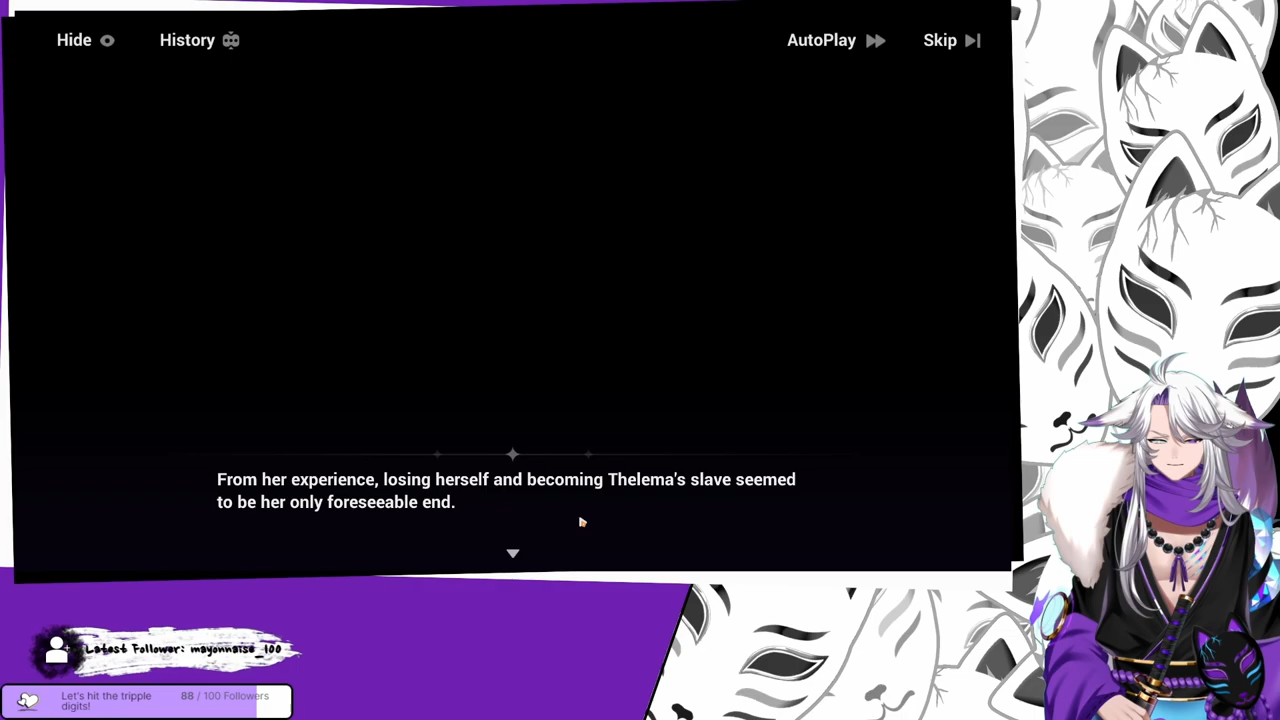 Hide
History
AutoPlay
Skip
From her experience, losing herself and becoming Thelema's slave seemed
to be her only foreseeable end.
Latest Follower: mayonnaise_100
Let's hit the tripple
digits!
88 / 100 Followers